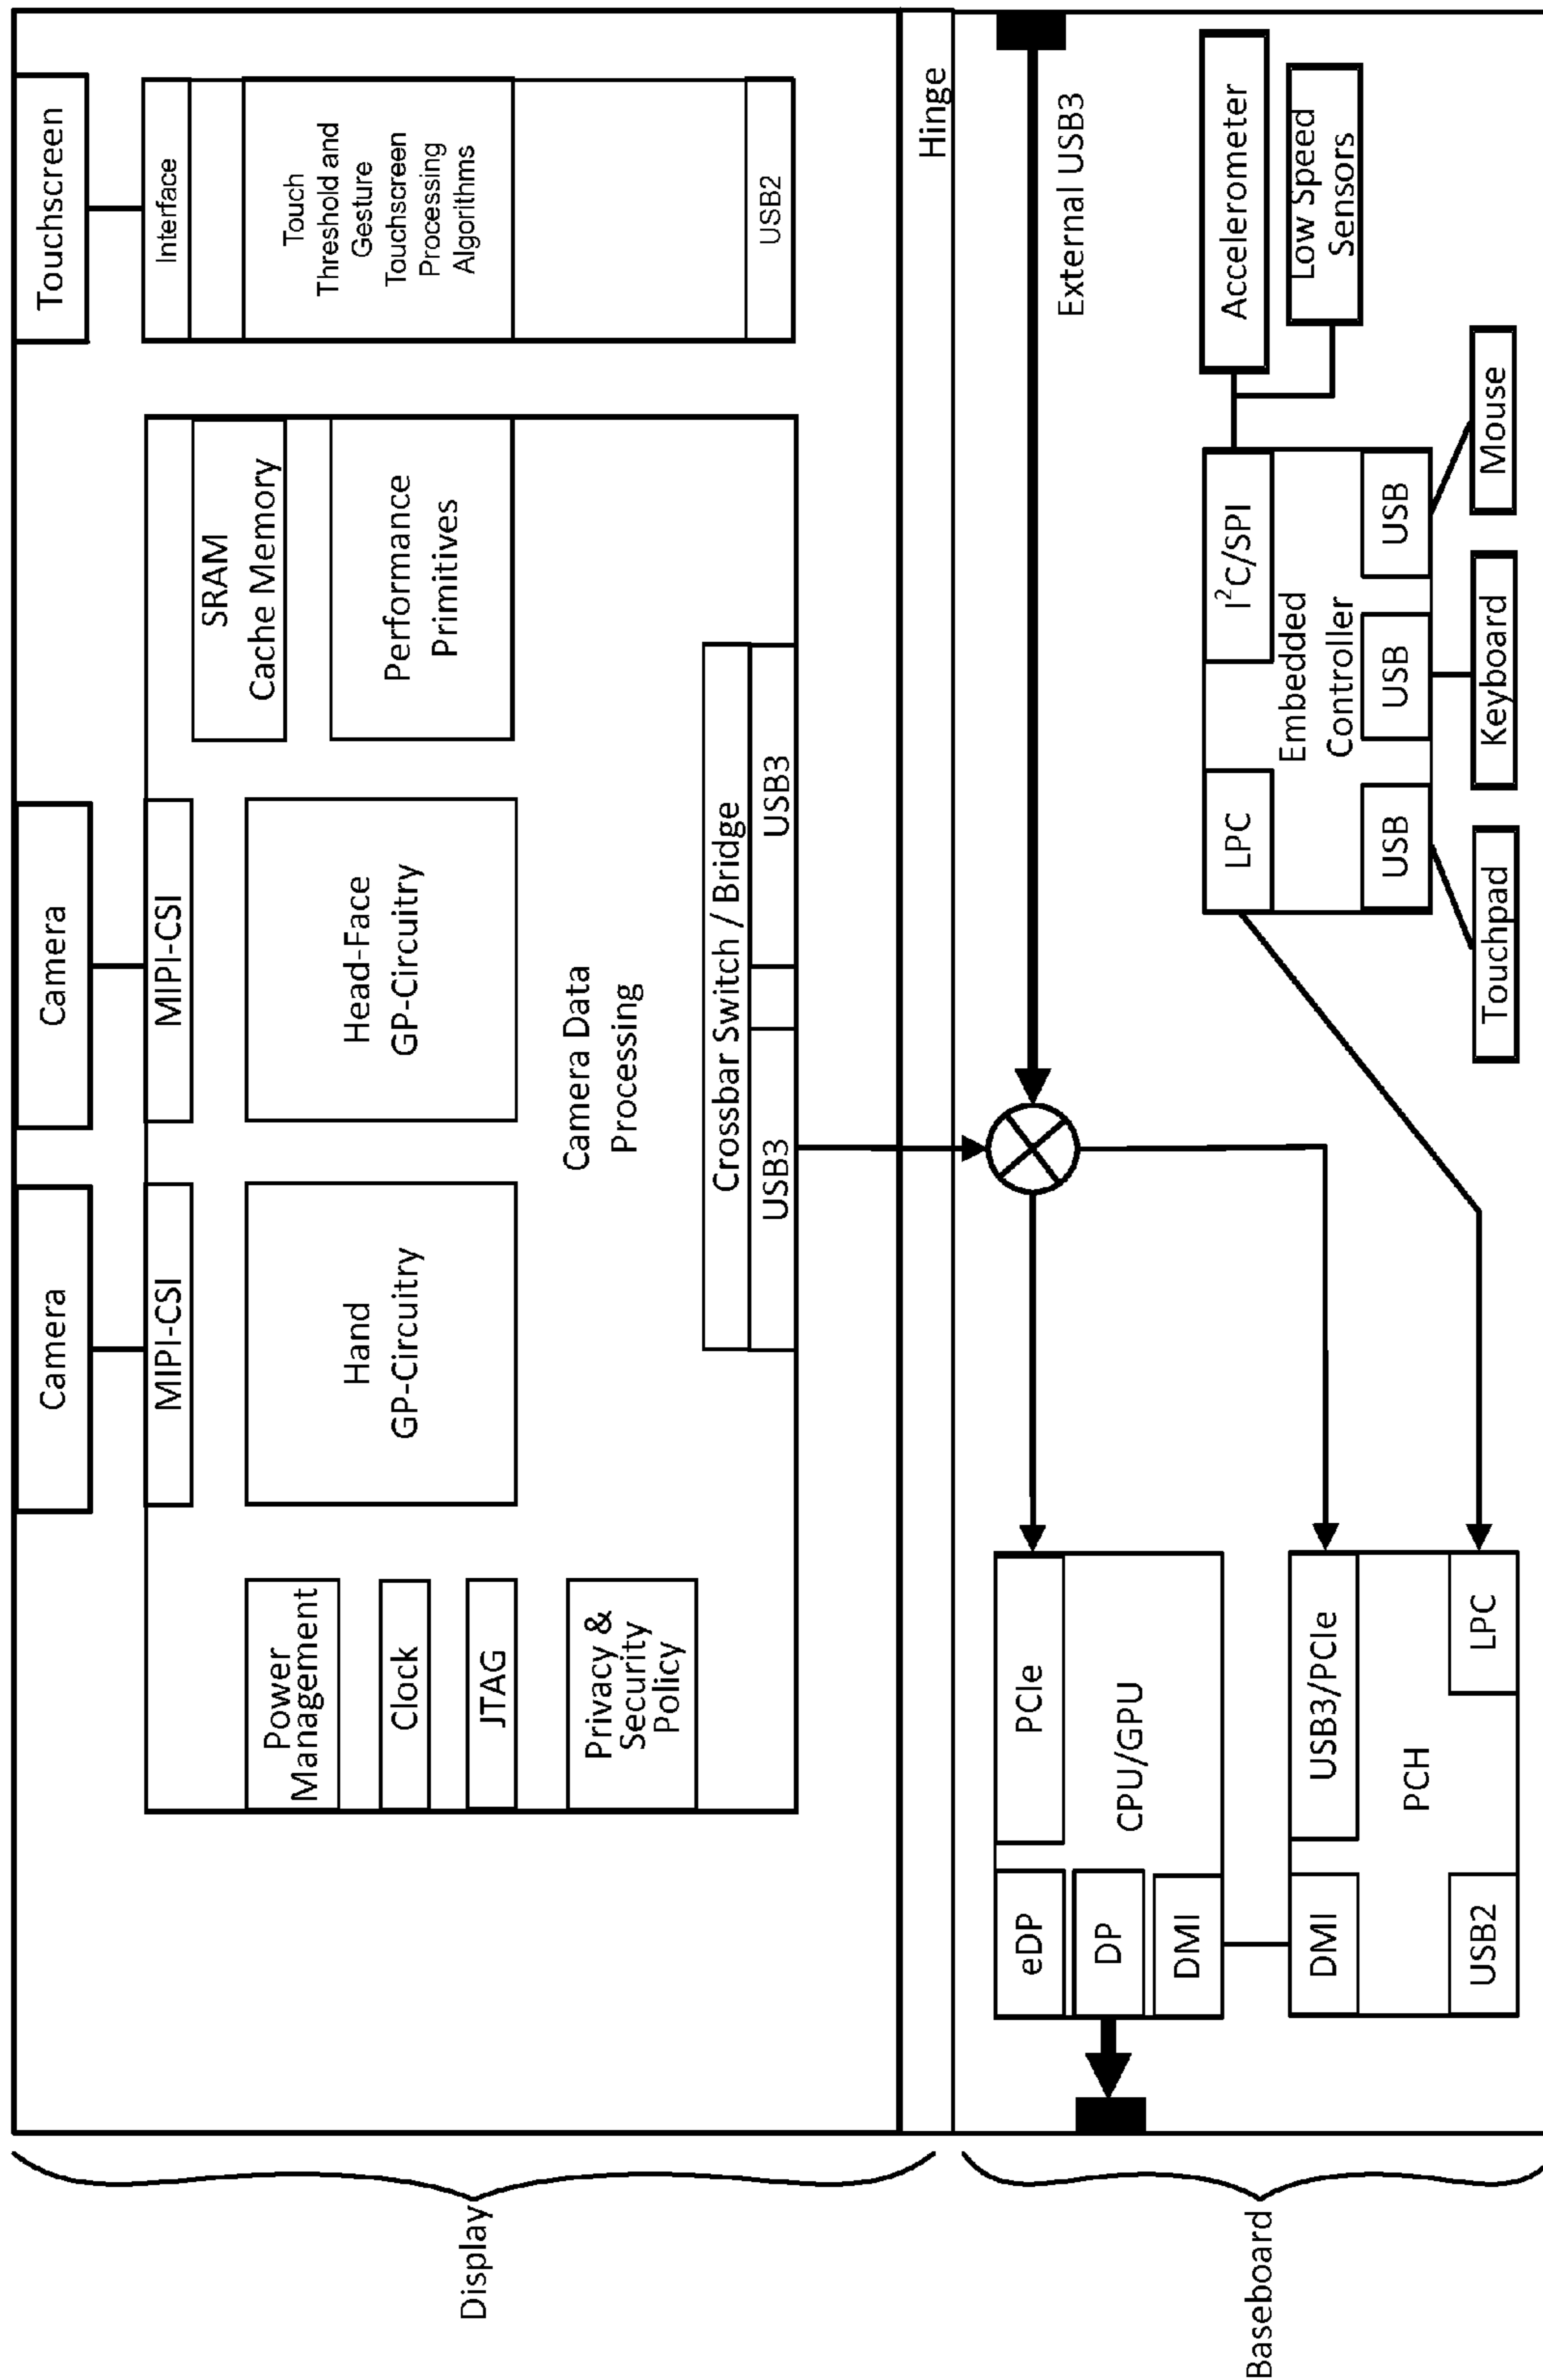 Display
Camera
Camera
Touchscreen
MIPI-CSI
MIPI-CSI
Interface
Power
Management
Clock
JTAG
Privacy &
Security
Policy
Hand
GP-Circuitry
Head-Face
GP-Circuitry
SRAM
Cache Memory
Performance
Primitives
Camera Data
Processing
Crossbar Switch / Bridge
USB3
USB3
Touch
Threshold and
Gesture
Touchscreen
Processing
Algorithms
USB2
Hinge
Baseboard
External USB3
eDP
PCIe
DP
CPU/GPU
DMI
DMI
USB3/PCIe
PCH
USB2
LPC
LPC
I²C/SPI
Embedded
Controller
USB
USB
USB
Accelerometer
Low Speed
Sensors
Touchpad
Keyboard
Mouse